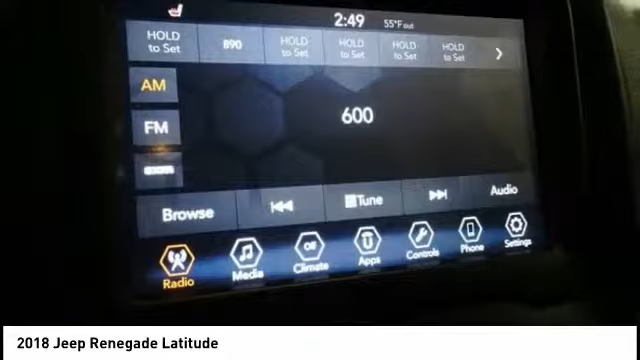 2:49 55°F out
HOLD to Set 890 HOLD to Set HOLD to Set HOLD to Set HOLD to Set
AM
600
FM
Browse Tune Audio
Radio Media Climate Apps Controls Phone Settings
2018 Jeep Renegade Latitude